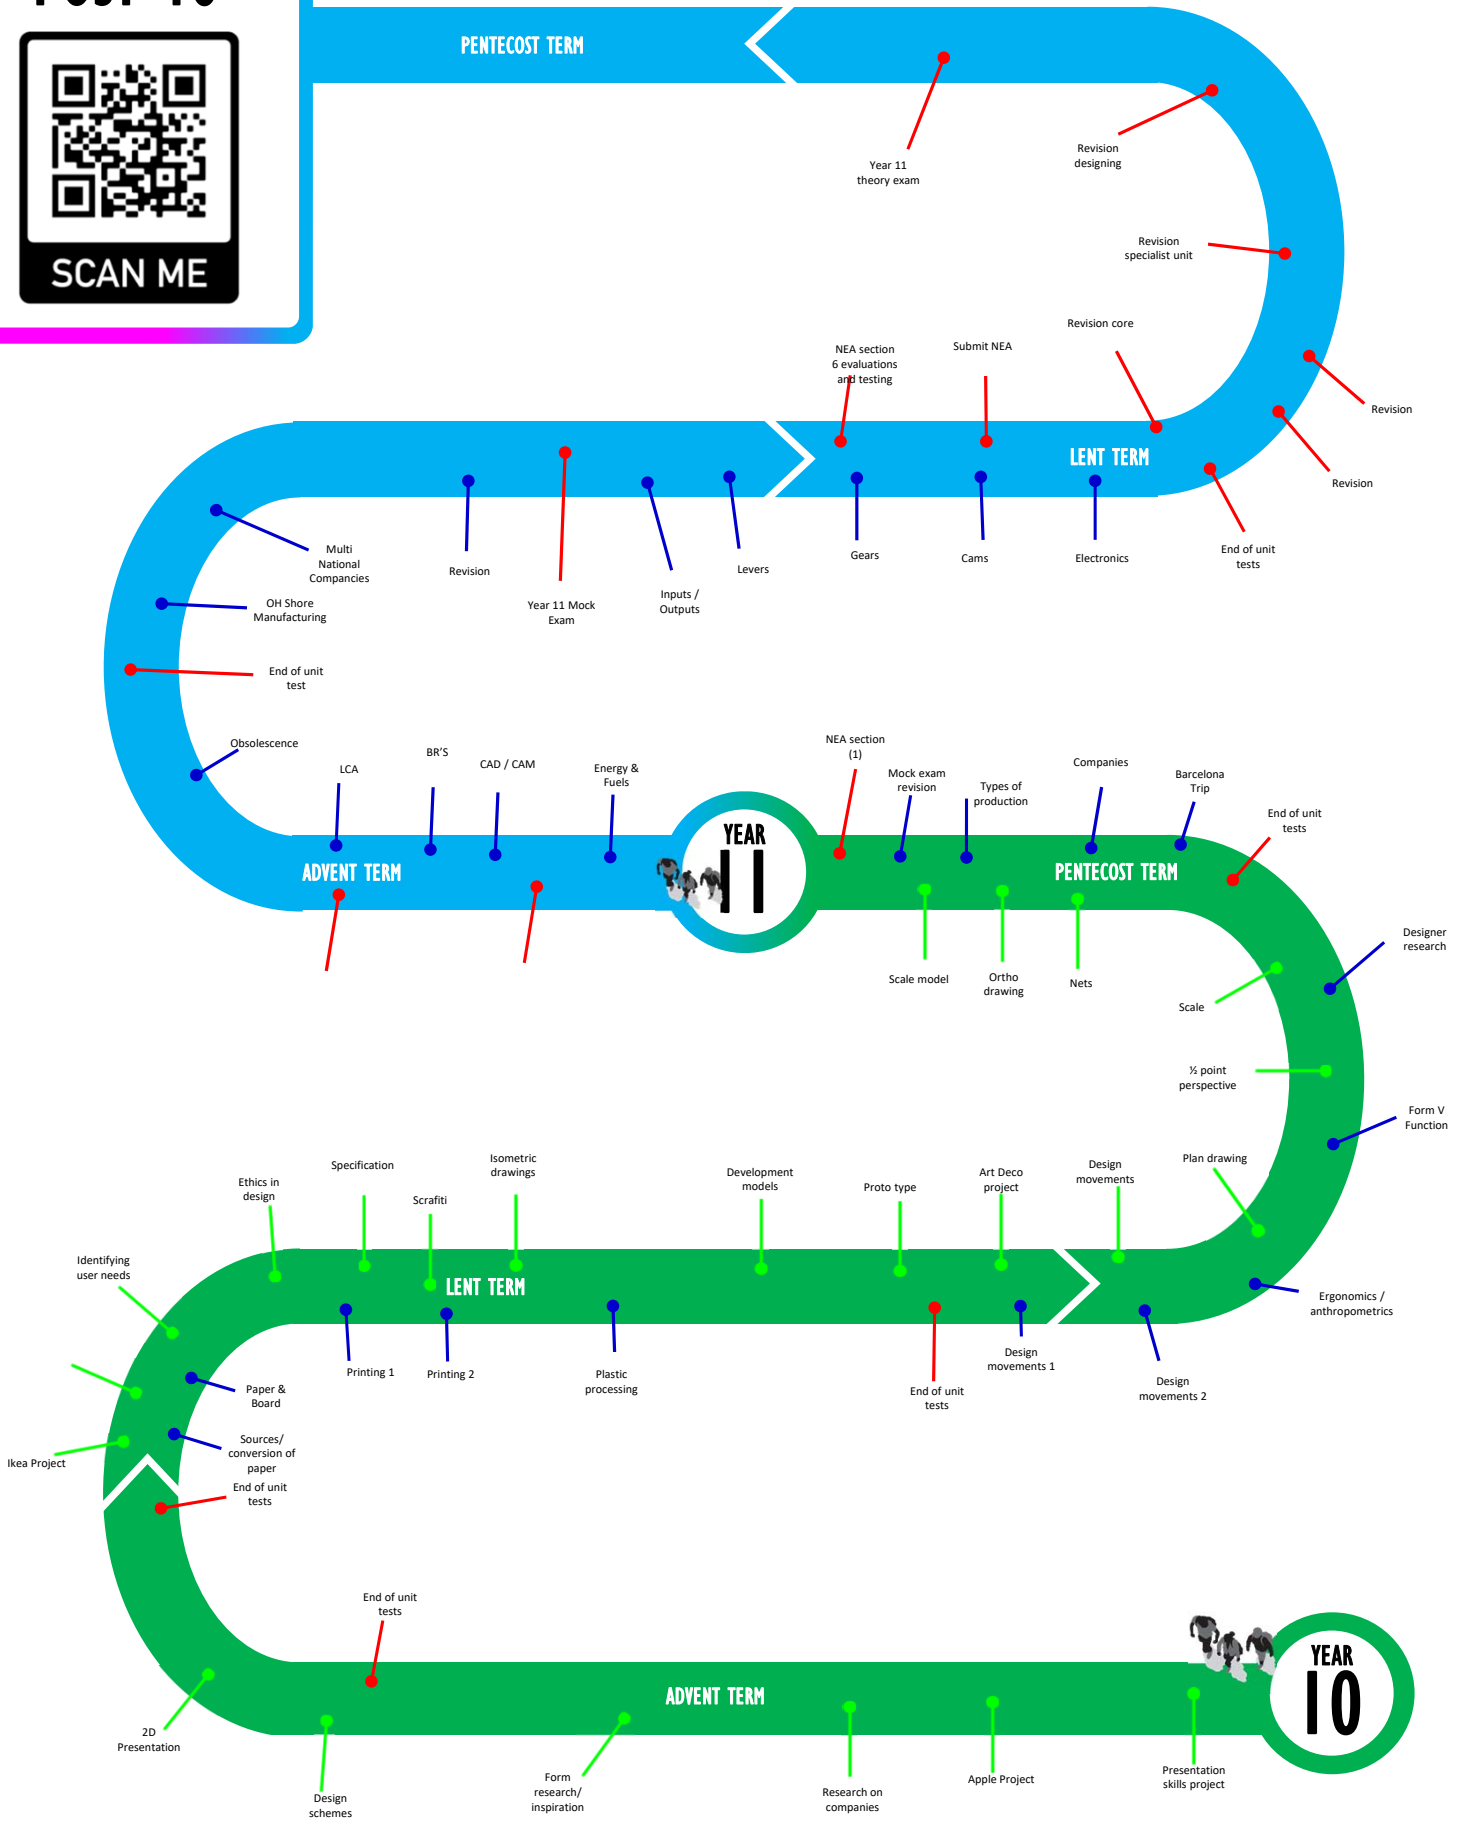 SCAN ME
PENTECOST TERM
Year 11
theory exam
Revision
designing
Revision
specialist unit
Revision core
NEA section
6 evaluations
and testing
Submit NEA
Revision
Revision
LENT TERM
End of unit
tests
Multi
National
Companies
Revision
Year 11 Mock
Exam
Inputs /
Outputs
Levers
Gears
Cams
Electronics
OH Shore
Manufacturing
End of unit
test
Obsolescence
LCA
BR'S
CAD / CAM
Energy &
Fuels
ADVENT TERM
YEAR
11
NEA section
(1)
Mock exam
revision
Types of
production
Companies
Barcelona
Trip
End of unit
tests
PENTECOST TERM
Scale model
Ortho
drawing
Nets
Designer
research
Scale
½ point
perspective
Form V
Function
Plan drawing
Ergonomics /
anthropometrics
Identifying
user needs
Ethics in
design
Specification
Scrafiti
Isometric
drawings
Development
models
Proto type
Art Deco
project
Design
movements
LENT TERM
Printing 1
Printing 2
Plastic
processing
End of unit
tests
Design
movements 1
Design
movements 2
Paper &
Board
Sources/
conversion of
paper
Ikea Project
End of unit
tests
End of unit
tests
ADVENT TERM
YEAR
10
2D
Presentation
Design
schemes
Form
research/
inspiration
Research on
companies
Apple Project
Presentation
skills project